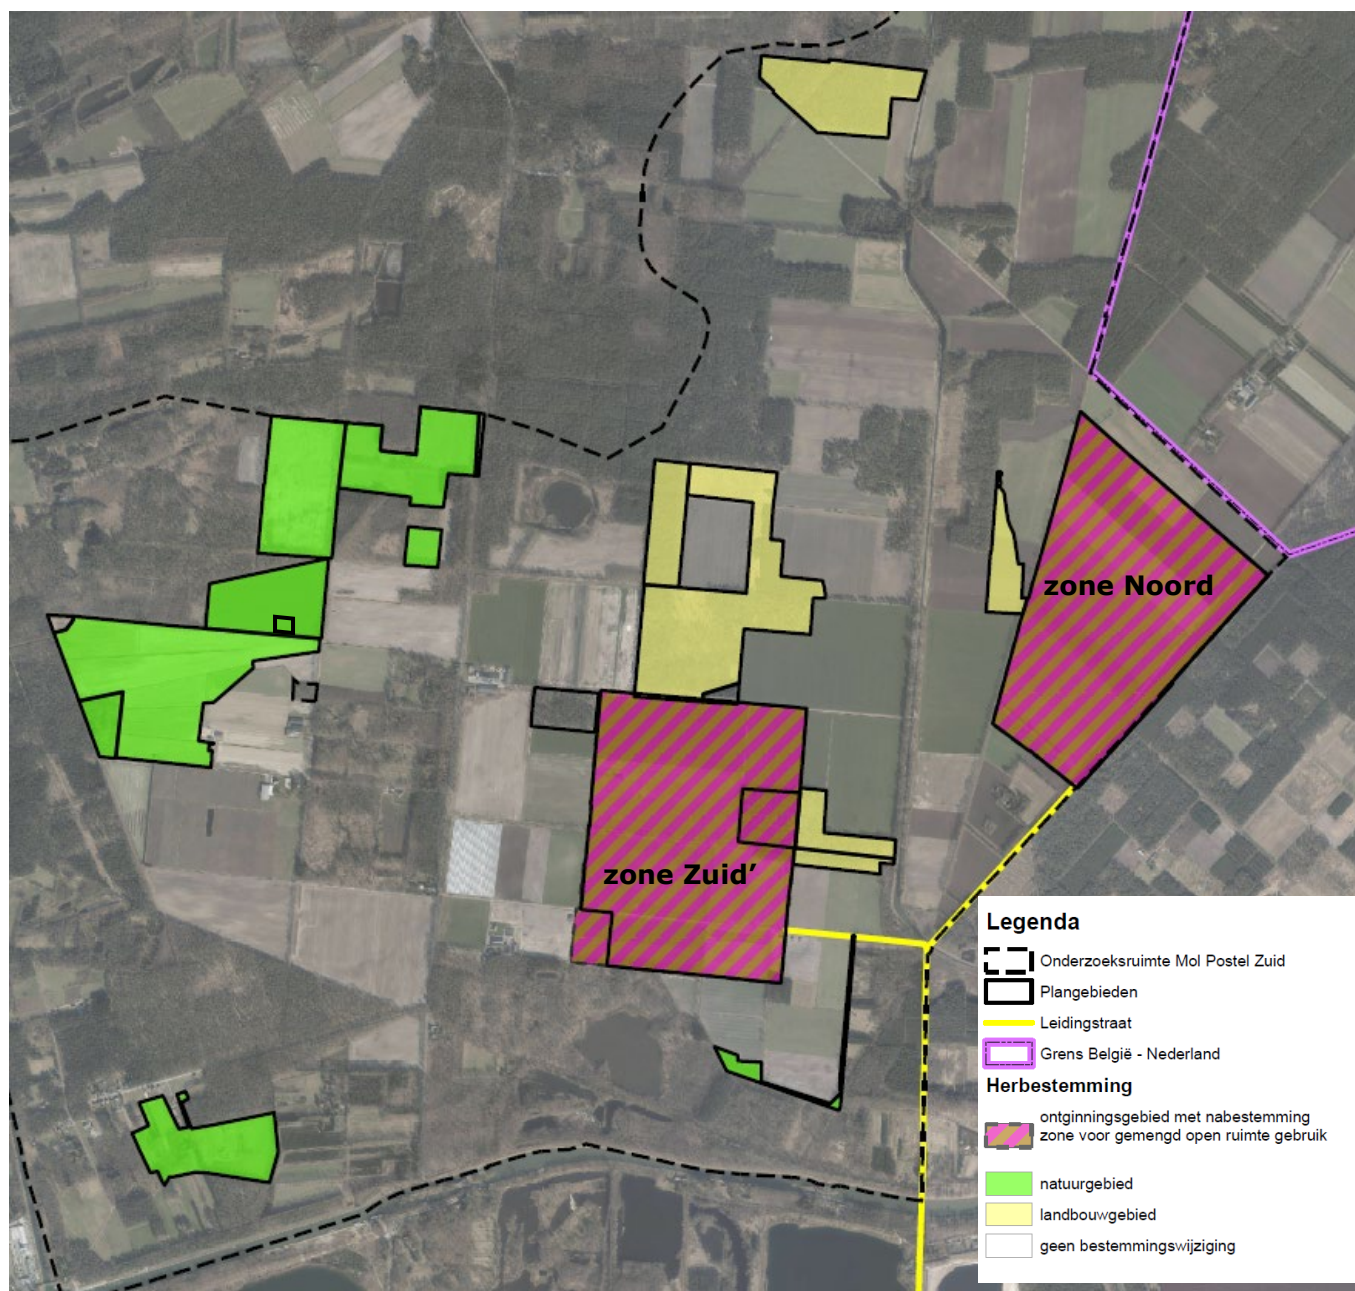 zone Noord
zone Zuid’
Legenda
Onderzoeksruimte Mol Postel Zuid
Plangebieden
Leidingstraat
Grens België - Nederland
Herbestemming
ontginningsgebied met nabestemming
zone voor gemengd open ruimte gebruik
natuurgebied
landbouwgebied
geen bestemmingswijziging